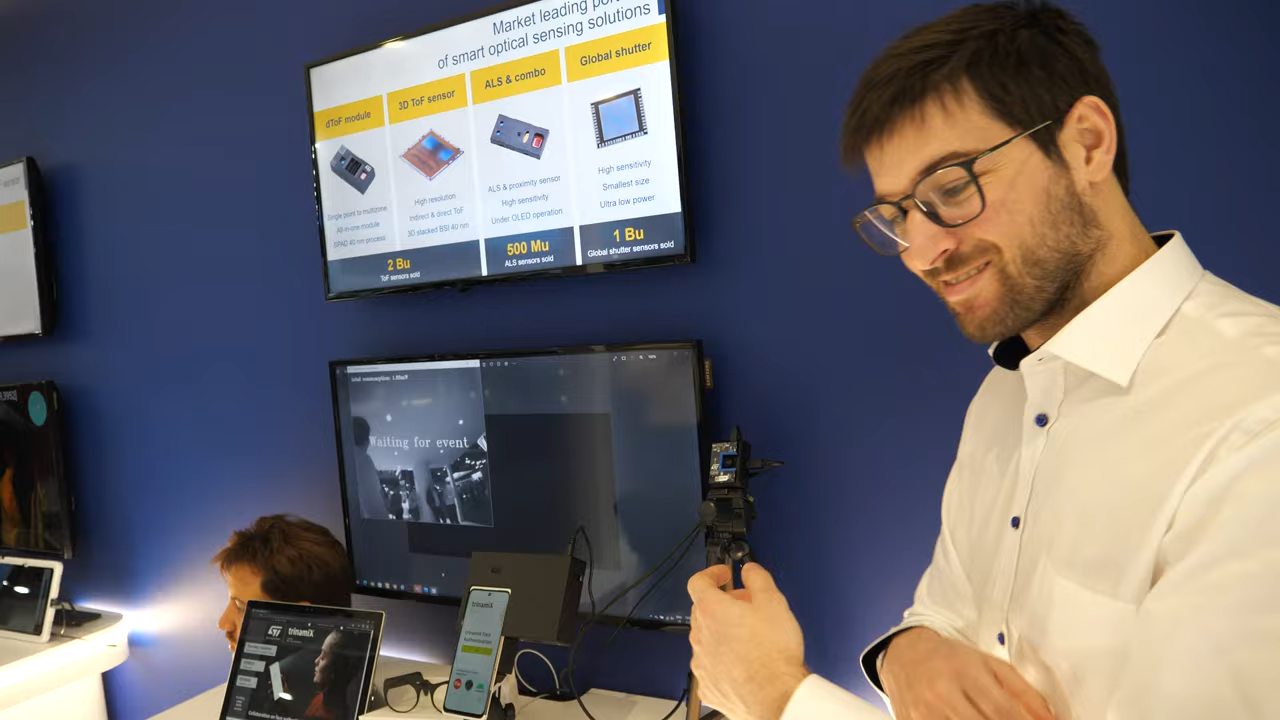 Market leading
of smart optical sensing solutions
dToF module
3D ToF sensor
ALS & combo
Global shutter
Single point to multizone
All-in-one module
SPAD 40 nm process
High resolution
Indirect & direct ToF
3D stacked BSI 40 nm
ALS & proximity sensor
High sensitivity
Under OLED operation
High sensitivity
Smallest size
Ultra low power
2 Bu
ToF sensors sold
500 Mu
ALS sensors sold
1 Bu
Global shutter sensors sold
Waiting for event
trinamiX
trinamiX